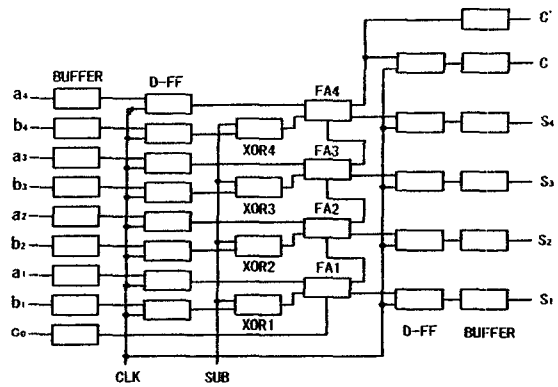 C'
BUFFER D-FF C
a₄ FA4
b₄ S₄
a₃ XOR4 FA3
b₃ S₃
a₂ XOR3 FA2
b₂ S₂
a₁ XOR2 FA1
b₁ S₁
C₀ XOR1 D-FF BUFFER
CLK SUB